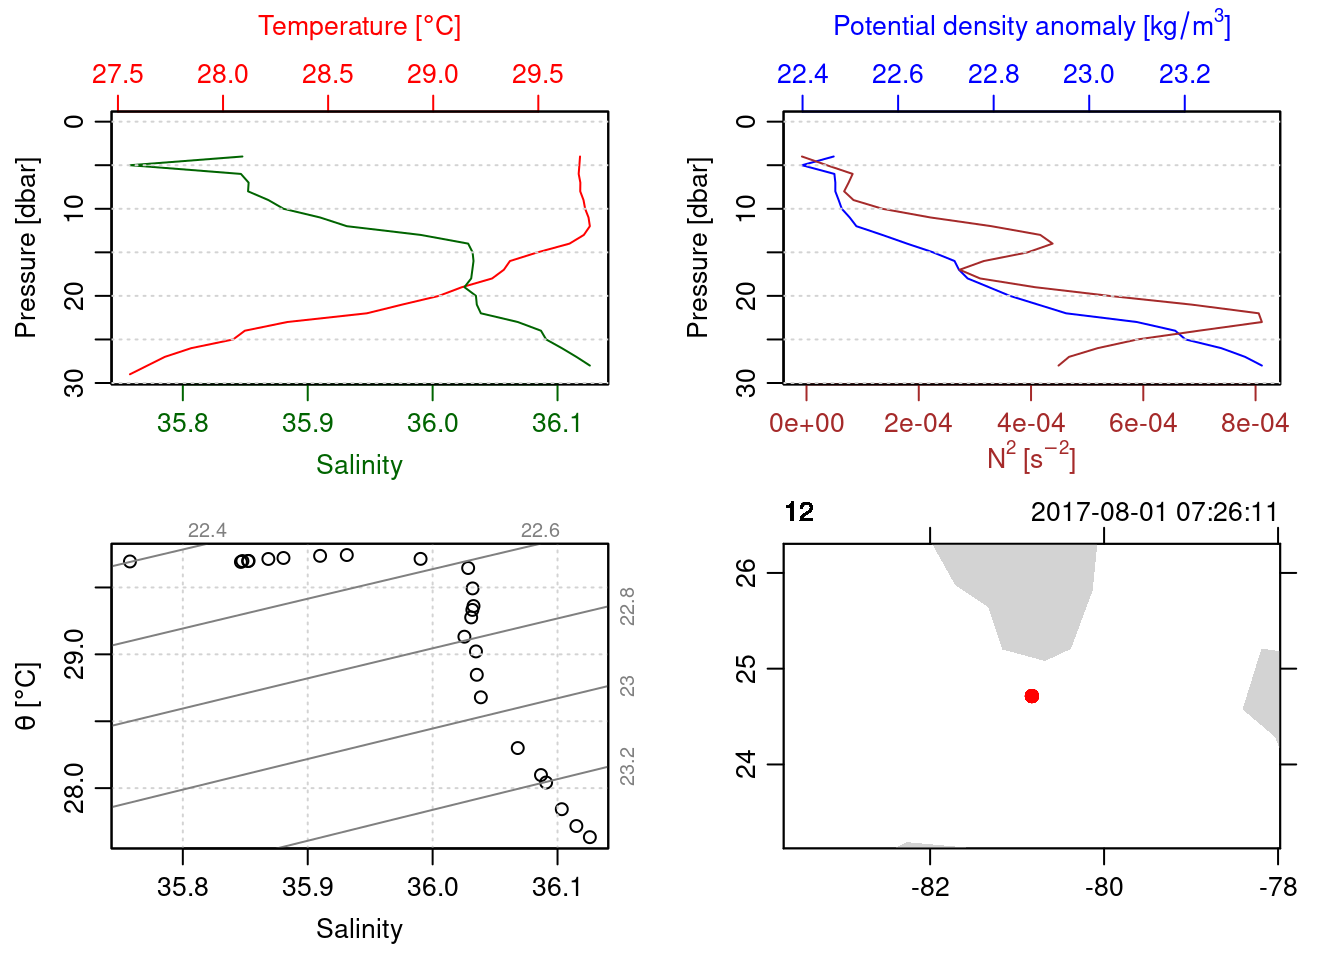 Temperature [°C]
27.5 28.0 28.5 29.0 29.5
Pressure [dbar]
0 10 20 30
35.8 35.9 36.0 36.1
Salinity
Potential density anomaly [kg/m³]
22.4 22.6 22.8 23.0 23.2
Pressure [dbar]
0 10 20 30
0e+00 2e-04 4e-04 6e-04 8e-04
N² [s⁻²]
22.4 22.6
22.8
23
23.2
θ [°C]
29.0
28.0
35.8 35.9 36.0 36.1
Salinity
12 2017-08-01 07:26:11
26
25
24
-82 -80 -78